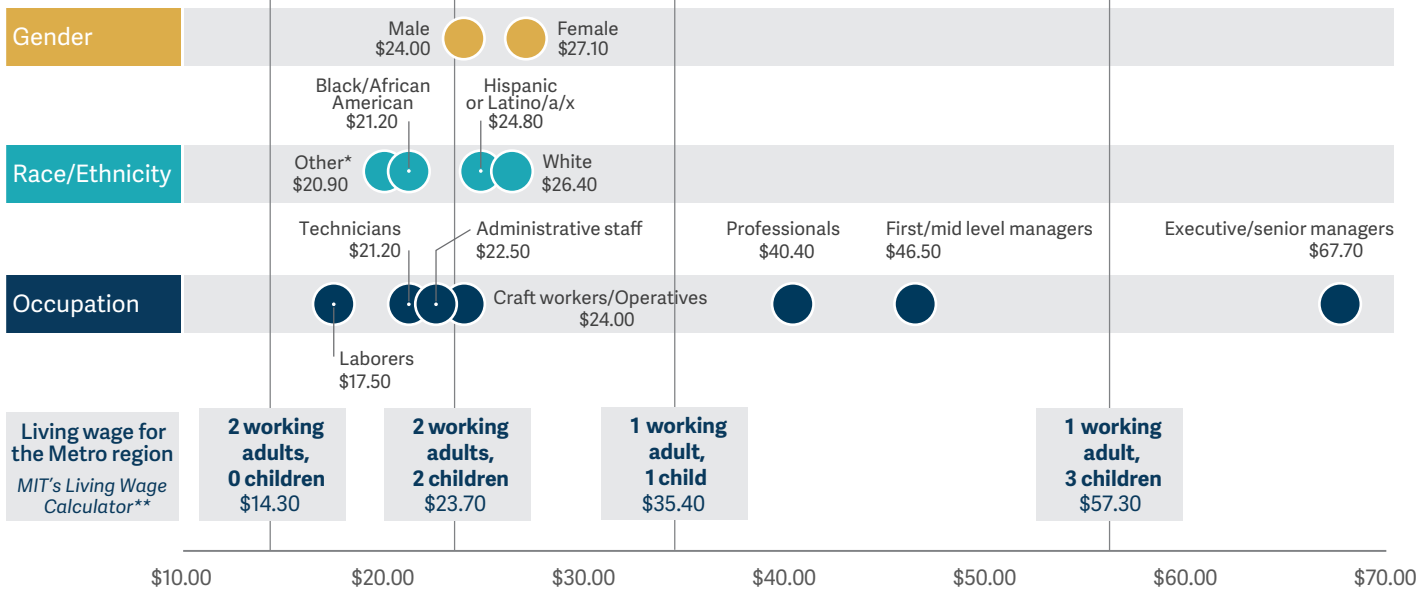 Gender
Male
$24.00
Female
$27.10
Black/African
American
$21.20
Hispanic
or Latino/a/x
$24.80
Race/Ethnicity
Other*
$20.90
White
$26.40
Technicians
$21.20
Administrative staff
$22.50
Professionals
$40.40
First/mid level managers
$46.50
Executive/senior managers
$67.70
Occupation
Craft workers/Operatives
$24.00
Laborers
$17.50
Living wage for
the Metro region
MIT's Living Wage
Calculator**
2 working
adults,
0 children
$14.30
2 working
adults,
2 children
$23.70
1 working
adult,
1 child
$35.40
1 working
adult,
3 children
$57.30
$10.00
$20.00
$30.00
$40.00
$50.00
$60.00
$70.00